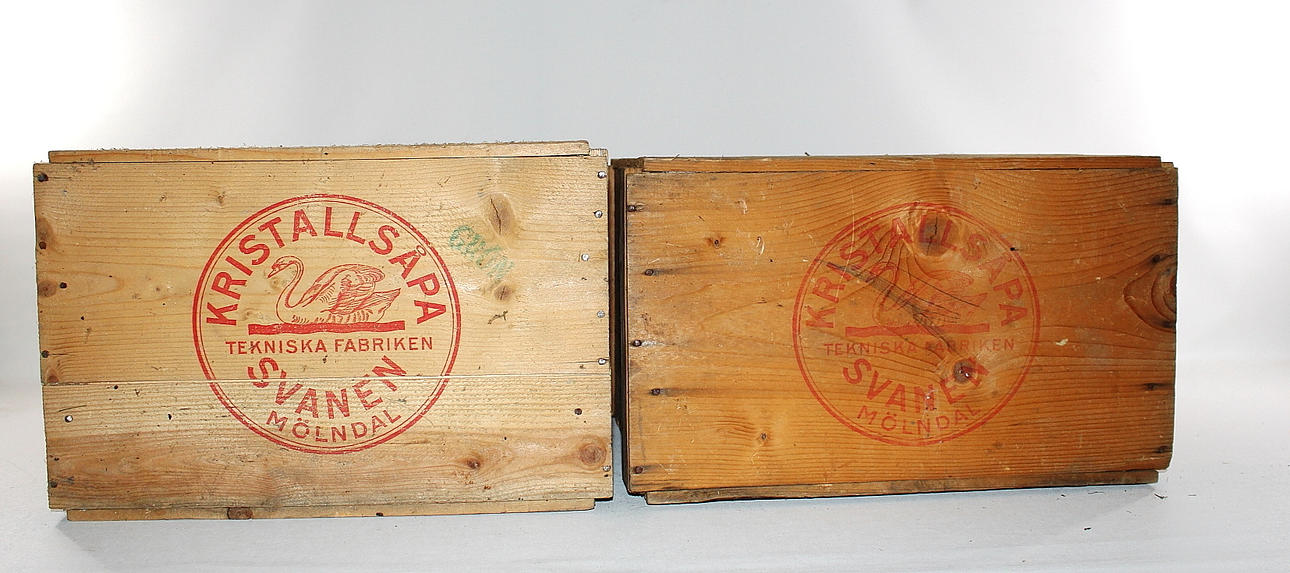 KRISTALLSÅPA
TEKNISKA FABRIKEN
SVANEN
MÖLNDAL
KRISTALLSÅPA
TEKNISKA FABRIKEN
SVANEN
MÖLNDAL